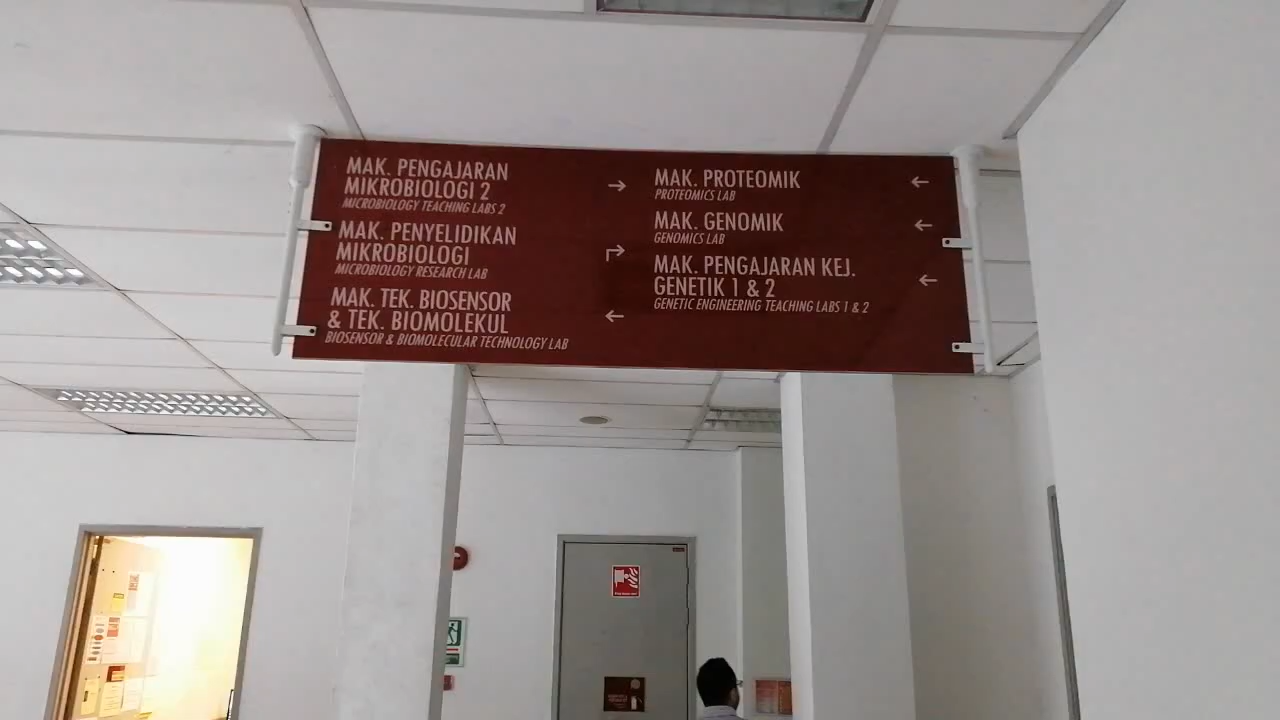 MAK. PENGAJARAN
MIKROBIOLOGI 2
MICROBIOLOGY TEACHING LABS 2
MAK. PENYELIDIKAN
MIKROBIOLOGI
MICROBIOLOGY RESEARCH LAB
MAK. TEK. BIOSENSOR
& TEK. BIOMOLEKUL
BIOSENSOR & BIOMOLECULAR TECHNOLOGY LAB
MAK. PROTEOMIK
PROTEOMICS LAB
MAK. GENOMIK
GENOMICS LAB
MAK. PENGAJARAN KEJ.
GENETIK 1 & 2
GENETIC ENGINEERING TEACHING LABS 1 & 2